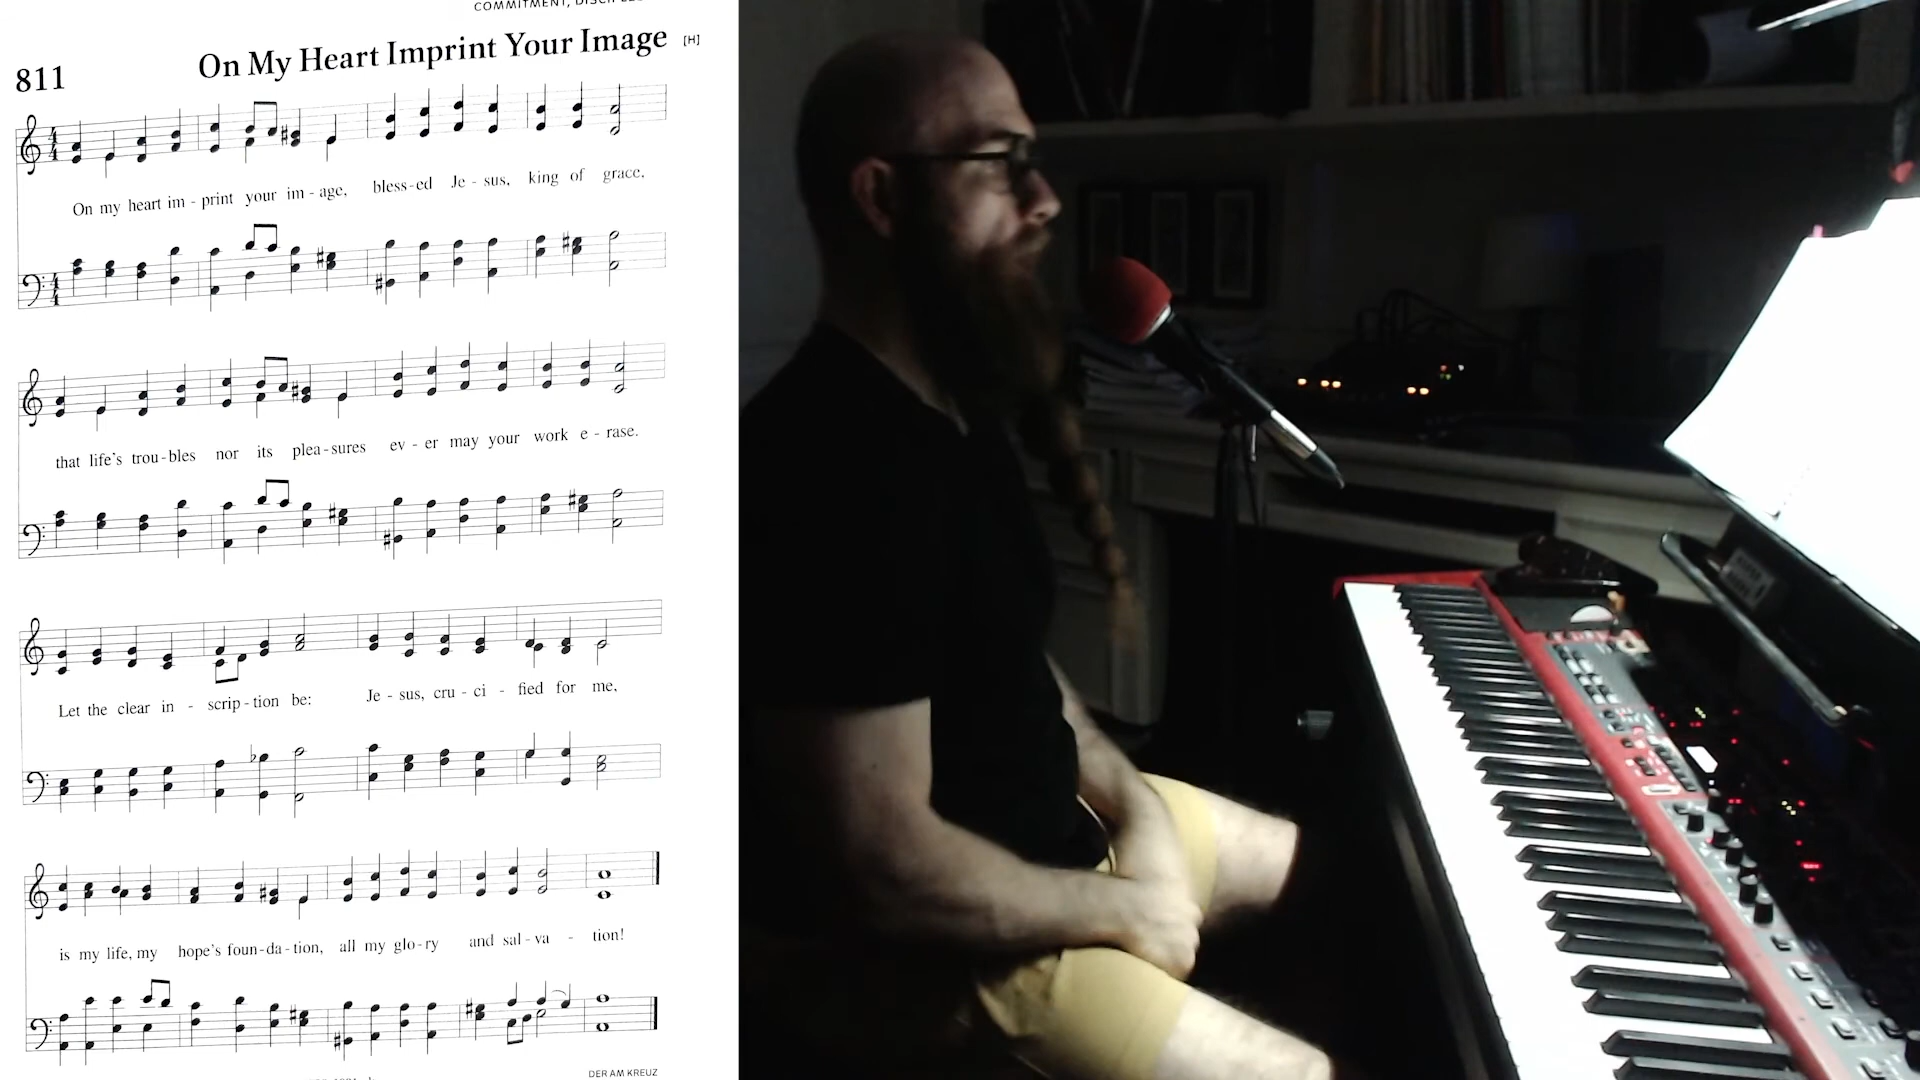 COMMITMENT,
On My Heart Imprint Your Image [H]
811
On my heart im - print your im - age, bless - ed Je - sus, king of grace,
that life's trou - bles nor its plea - sures ev - er may your work e - rase.
Let the clear in - scrip - tion be: Je - sus, cru - ci - fied for me,
is my life, my hope's foun - da - tion, all my glo - ry and sal - va - tion!
DER AM KREUZ